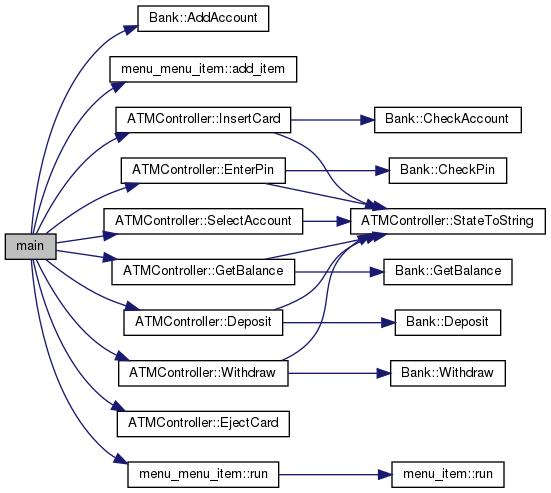 Bank::AddAccount
menu_menu_item::add_item
ATMController::InsertCard
Bank::CheckAccount
ATMController::EnterPin
Bank::CheckPin
ATMController::SelectAccount
ATMController::StateToString
main
ATMController::GetBalance
Bank::GetBalance
ATMController::Deposit
Bank::Deposit
ATMController::Withdraw
Bank::Withdraw
ATMController::EjectCard
menu_menu_item::run
menu_item::run